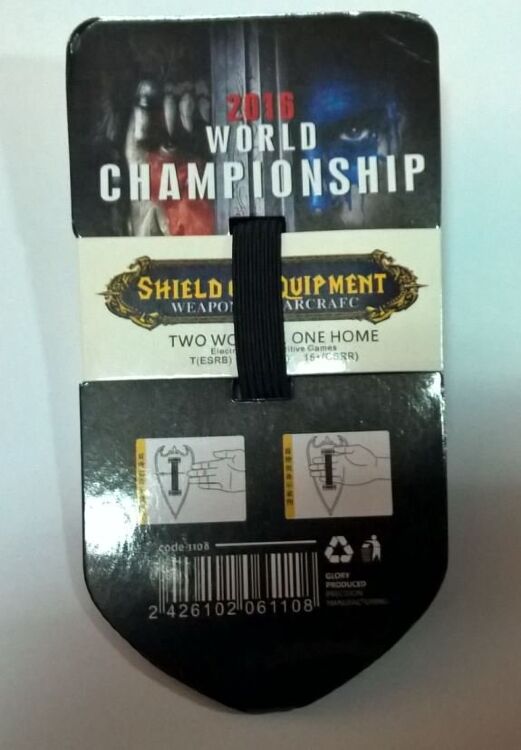 2016
WORLD
CHAMPIONSHIP
SHIELD QUIPMENT
WEAPON ARCRAFC
TWO WO ONE HOME
Electr itive Games
T(ESRB) 15+(CSRR)
code-1108
2 426102 061108
GLORY
PRODUCED
PRECISION
MANUFACTURING